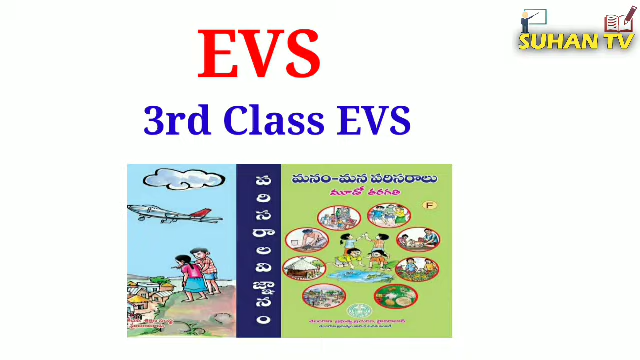 SUHAN TV
EVS
3rd Class EVS
పరిసరాల విజ్ఞానం
మనం-మన పరిసరాలు
మూడో తరగతి